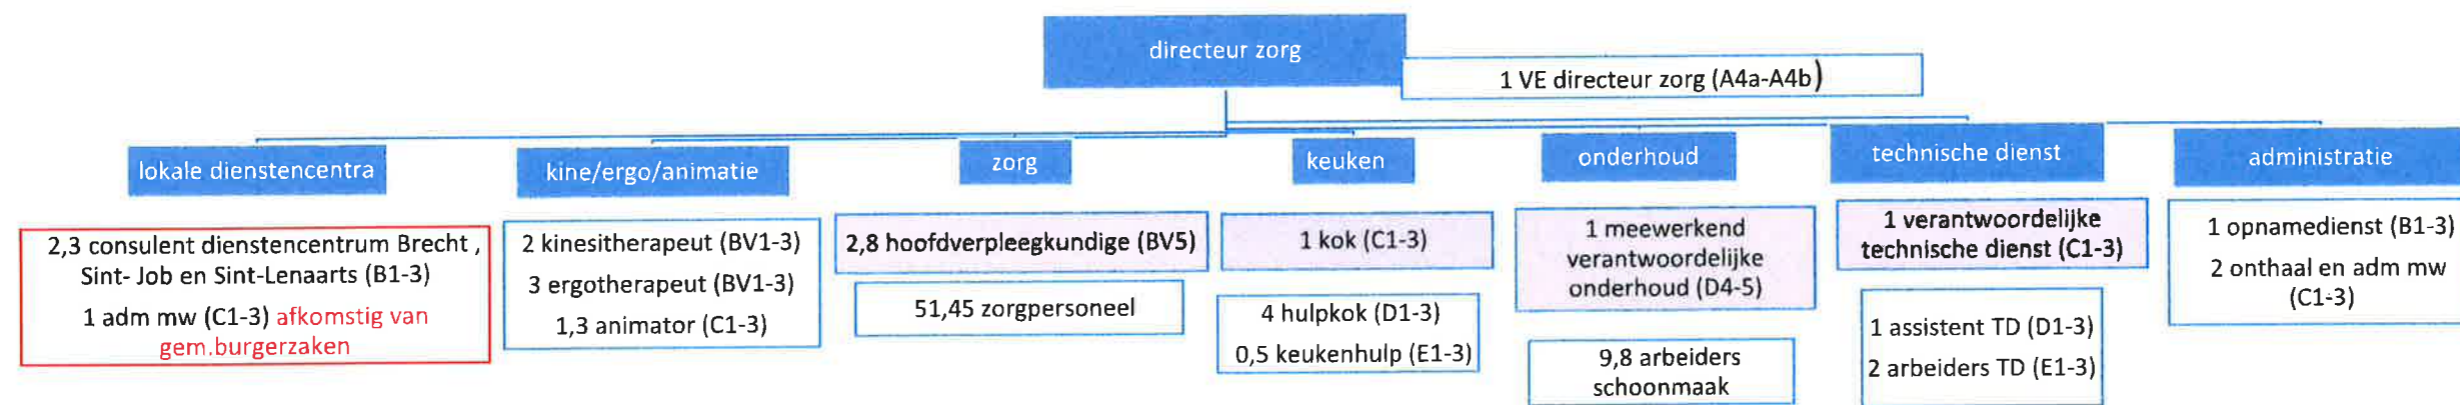 directeur zorg
1 VE directeur zorg (A4a-A4b)
lokale dienstencentra
2,3 consulent dienstencentrum Brecht ,
Sint- Job en Sint-Lenaarts (B1-3)
1 adm mw (C1-3) afkomstig van
gem.burgerzaken
kine/ergo/animatie
2 kinesitherapeut (BV1-3)
3 ergotherapeut (BV1-3)
1,3 animator (C1-3)
zorg
2,8 hoofdverpleegkundige (BV5)
51,45 zorgpersoneel
keuken
1 kok (C1-3)
4 hulpkok (D1-3)
0,5 keukenhulp (E1-3)
onderhoud
1 meewerkend
verantwoordelijke
onderhoud (D4-5)
9,8 arbeiders
schoonmaak
technische dienst
1 verantwoordelijke
technische dienst (C1-3)
1 assistent TD (D1-3)
2 arbeiders TD (E1-3)
administratie
1 opnamedienst (B1-3)
2 onthaal en adm mw
(C1-3)